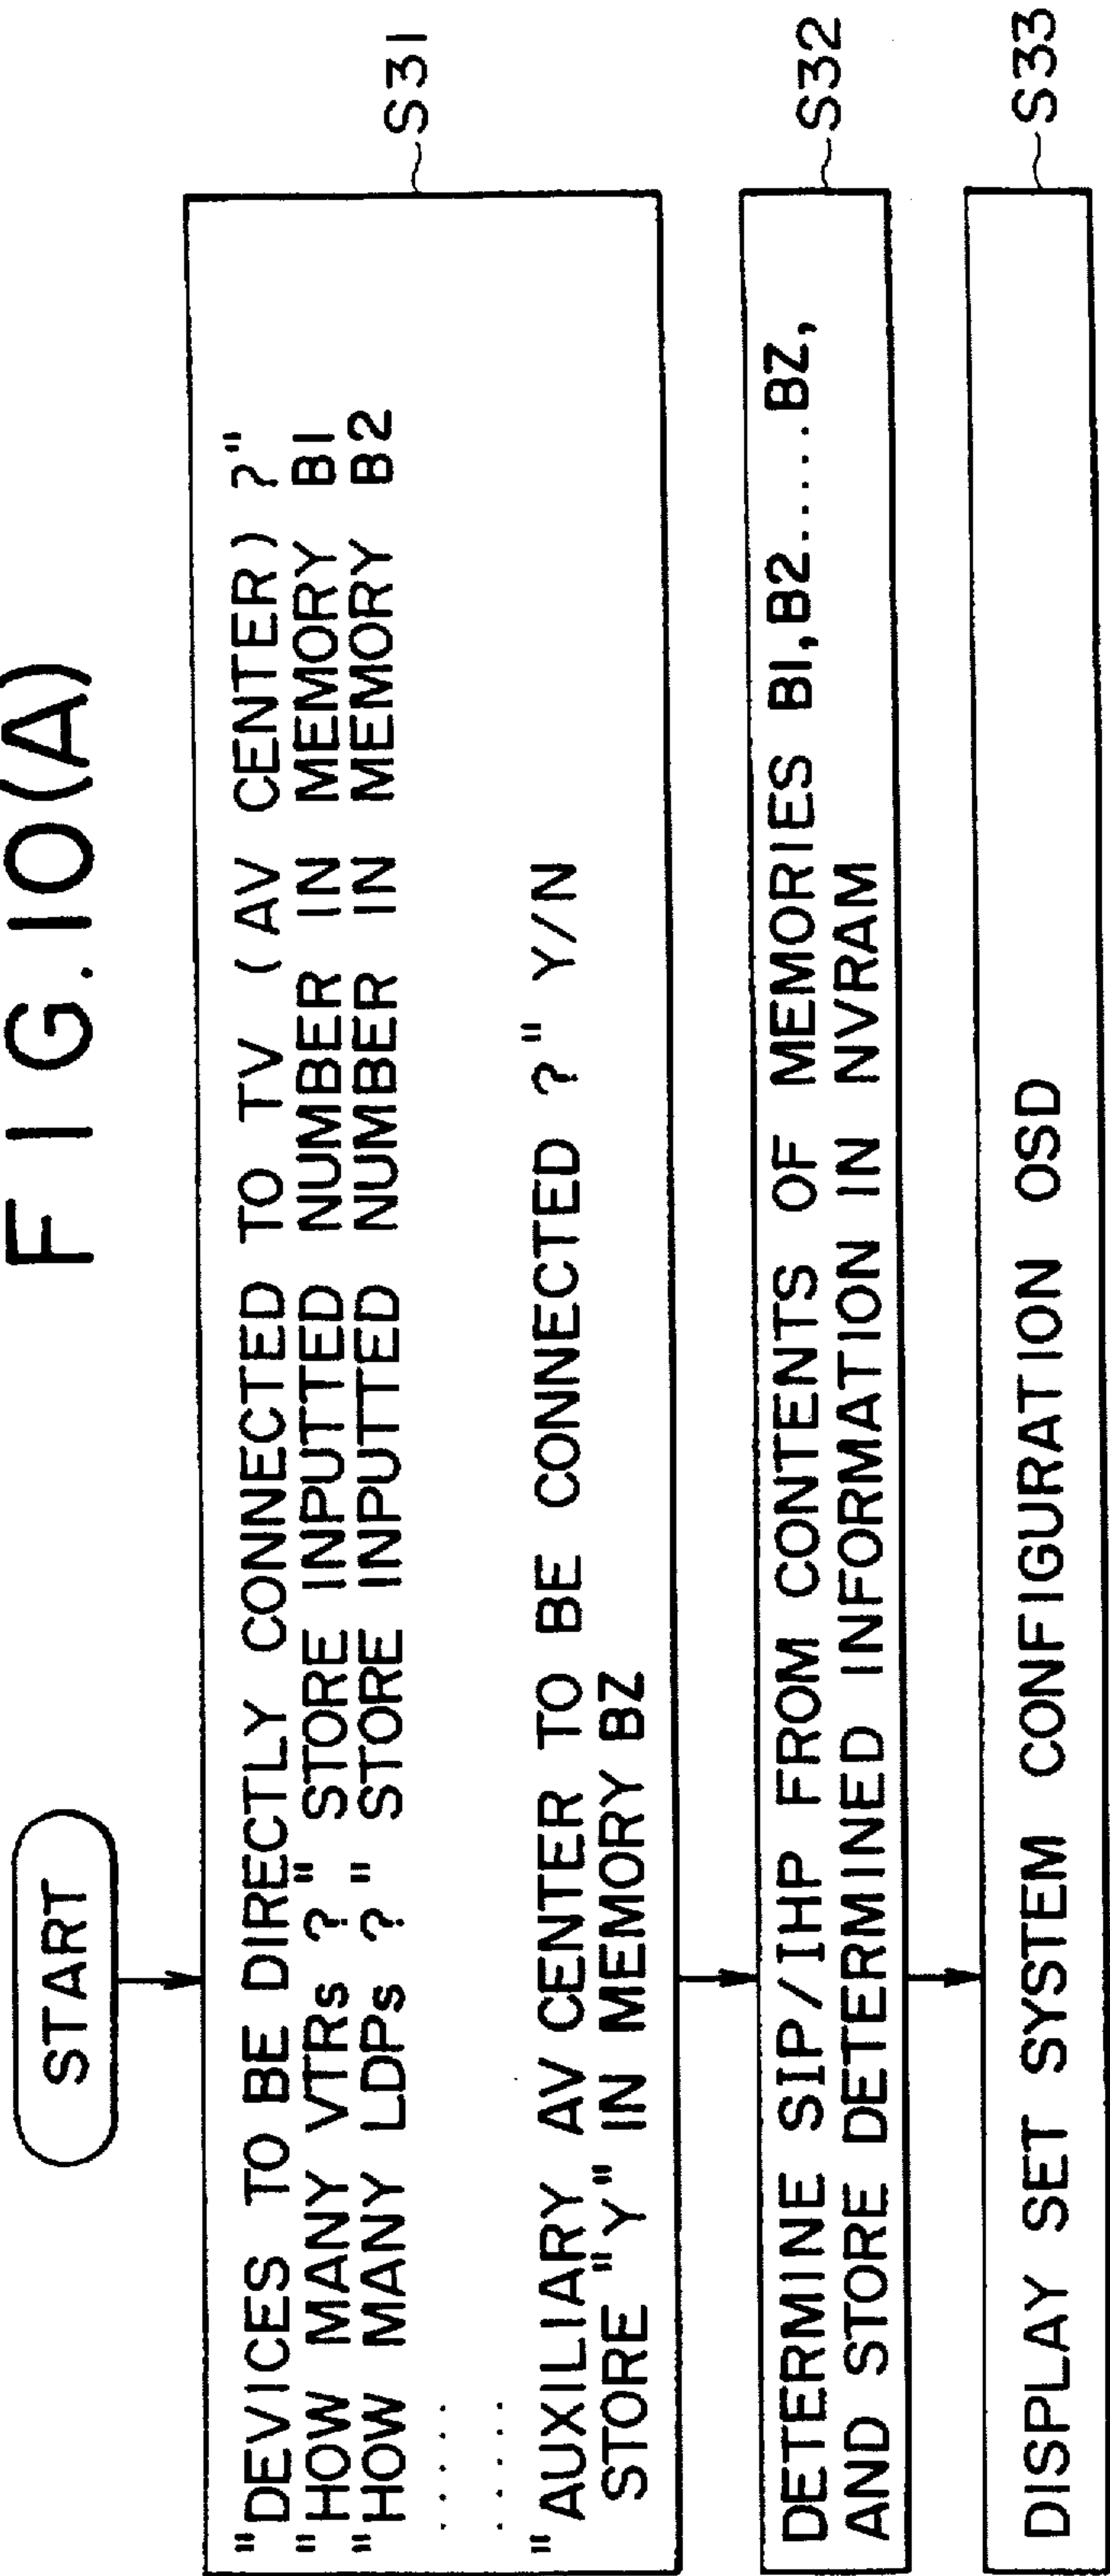 FIG.10(A)
START
"DEVICES TO BE DIRECTLY CONNECTED TO TV (AV CENTER) ?"
"HOW MANY VTRs ?" STORE INPUTTED NUMBER IN MEMORY B1
"HOW MANY LDPs ?" STORE INPUTTED NUMBER IN MEMORY B2
.....
.....
"AUXILIARY AV CENTER TO BE CONNECTED ?" Y/N
STORE "Y" IN MEMORY BZ
S31
DETERMINE SIP/IHP FROM CONTENTS OF MEMORIES B1,B2.....BZ,
AND STORE DETERMINED INFORMATION IN NVRAM
S32
DISPLAY SET SYSTEM CONFIGURATION OSD
S33